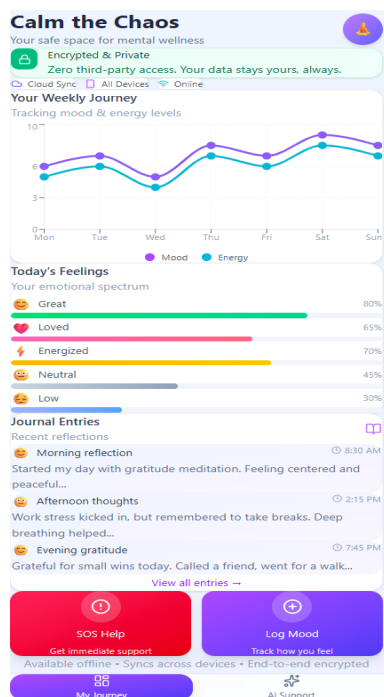 Calm the Chaos
Your safe space for mental wellness
Encrypted & Private
Zero third-party access. Your data stays yours, always.
Cloud Sync All Devices Online
Your Weekly Journey
Tracking mood & energy levels
10
6
3
0
Mon Tue Wed Thu Fri Sat Sun
Mood Energy
Today's Feelings
Your emotional spectrum
Great 80%
Loved 65%
Energized 70%
Neutral 45%
Low 30%
Journal Entries
Recent reflections
Morning reflection 8:30 AM
Started my day with gratitude meditation. Feeling centered and
peaceful...
Afternoon thoughts 2:15 PM
Work stress kicked in, but remembered to take breaks. Deep
breathing helped...
Evening gratitude 7:45 PM
Grateful for small wins today. Called a friend, went for a walk...
View all entries →
SOS Help Log Mood
Get immediate support Track how you feel
Available offline • Syncs across devices • End-to-end encrypted
My Journey AI Support